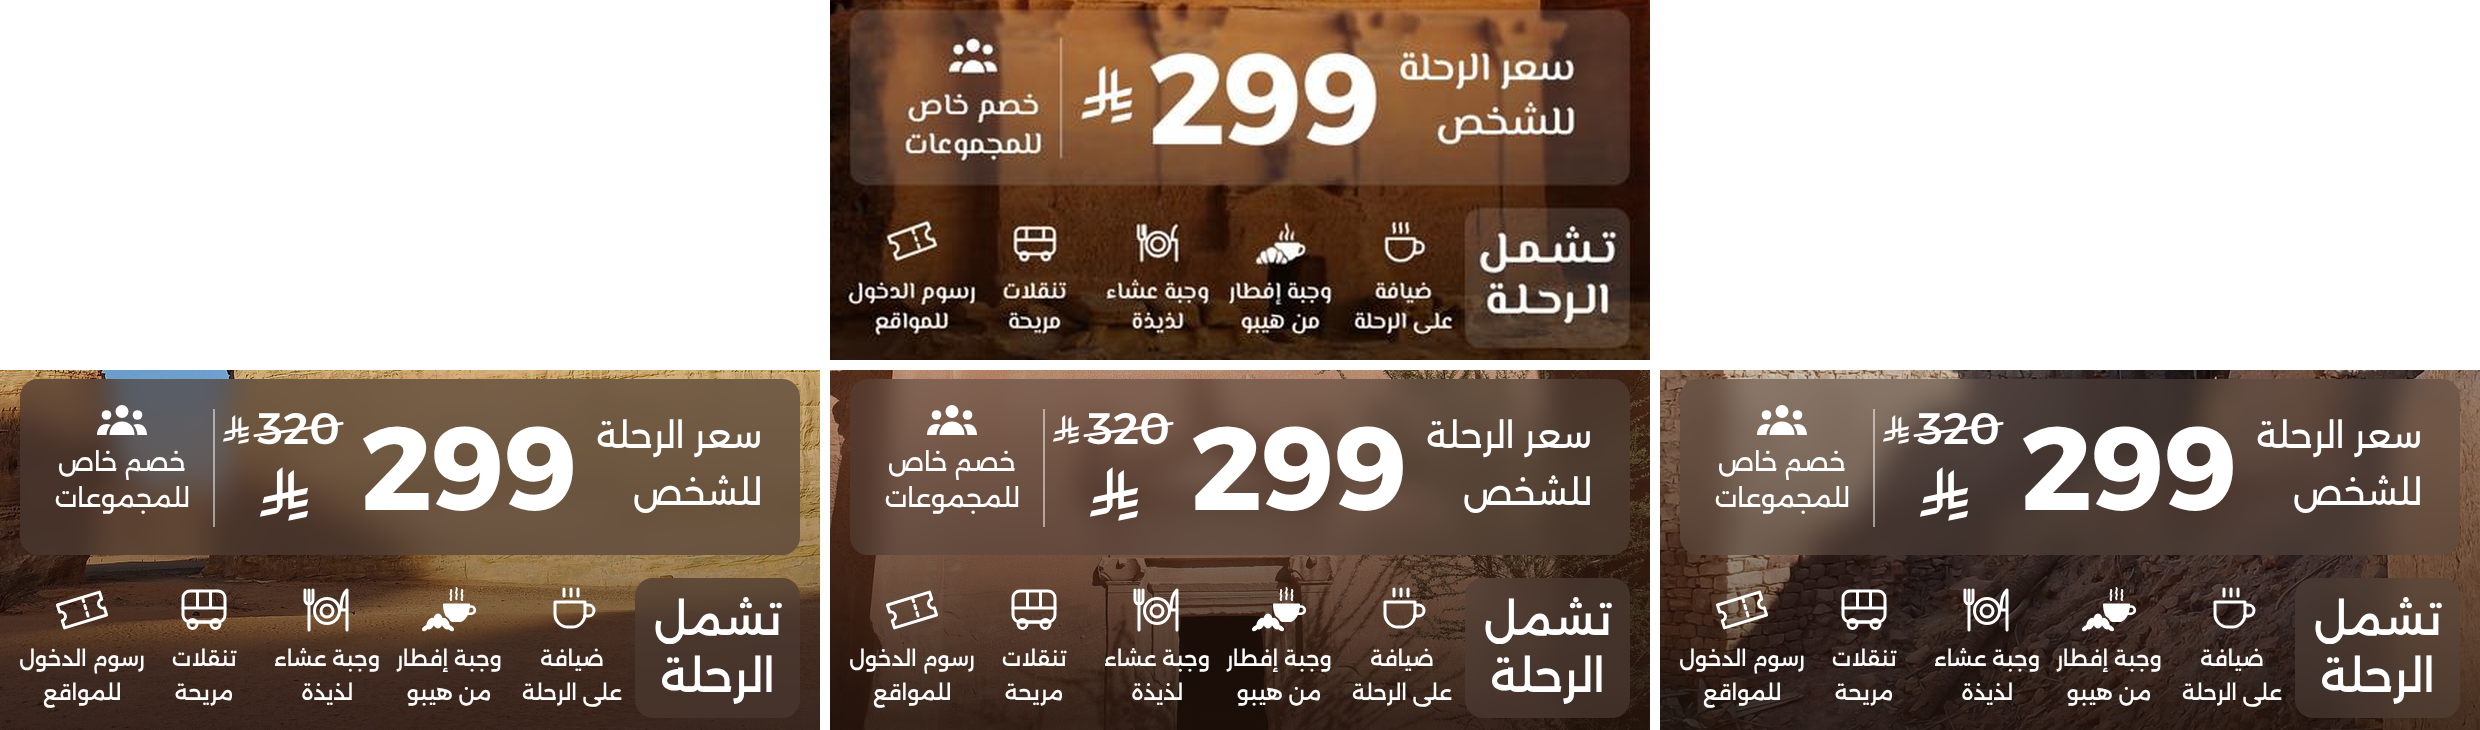 سعر الرحلة
للشخص
299
خصم خاص
للمجموعات
تشمل
الرحلة
ضيافة
على الرحلة
وجبة إفطار
من هيبو
وجبة عشاء
لذيذة
تنقلات
مريحة
رسوم الدخول
للمواقع
سعر الرحلة
للشخص
299
320
خصم خاص
للمجموعات
تشمل
الرحلة
ضيافة
على الرحلة
وجبة إفطار
من هيبو
وجبة عشاء
لذيذة
تنقلات
مريحة
رسوم الدخول
للمواقع
سعر الرحلة
للشخص
299
320
خصم خاص
للمجموعات
تشمل
الرحلة
ضيافة
على الرحلة
وجبة إفطار
من هيبو
وجبة عشاء
لذيذة
تنقلات
مريحة
رسوم الدخول
للمواقع
سعر الرحلة
للشخص
299
320
خصم خاص
للمجموعات
تشمل
الرحلة
ضيافة
على الرحلة
وجبة إفطار
من هيبو
وجبة عشاء
لذيذة
تنقلات
مريحة
رسوم الدخول
للمواقع